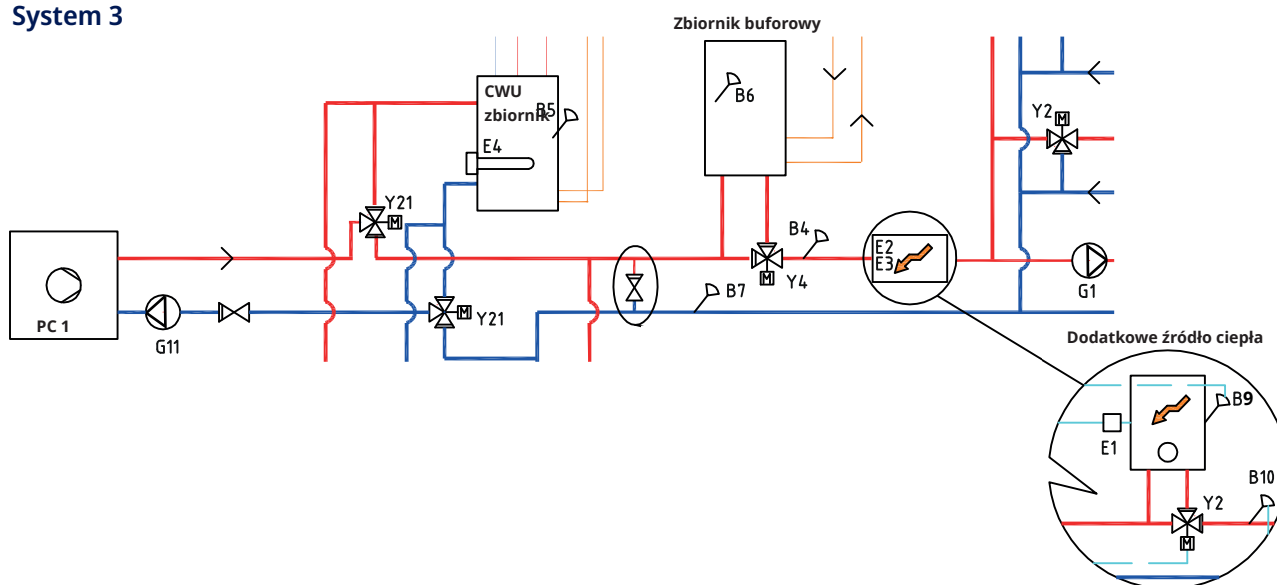 System 3
Zbiornik buforowy
CWU
zbiornik
B5
E4
B6
Y2
Y21
B4
E2
E3
Y4
G1
B7
PC 1
G11
Y21
M
M
M
M
Dodatkowe źródło ciepła
B9
E1
B10
Y2
M